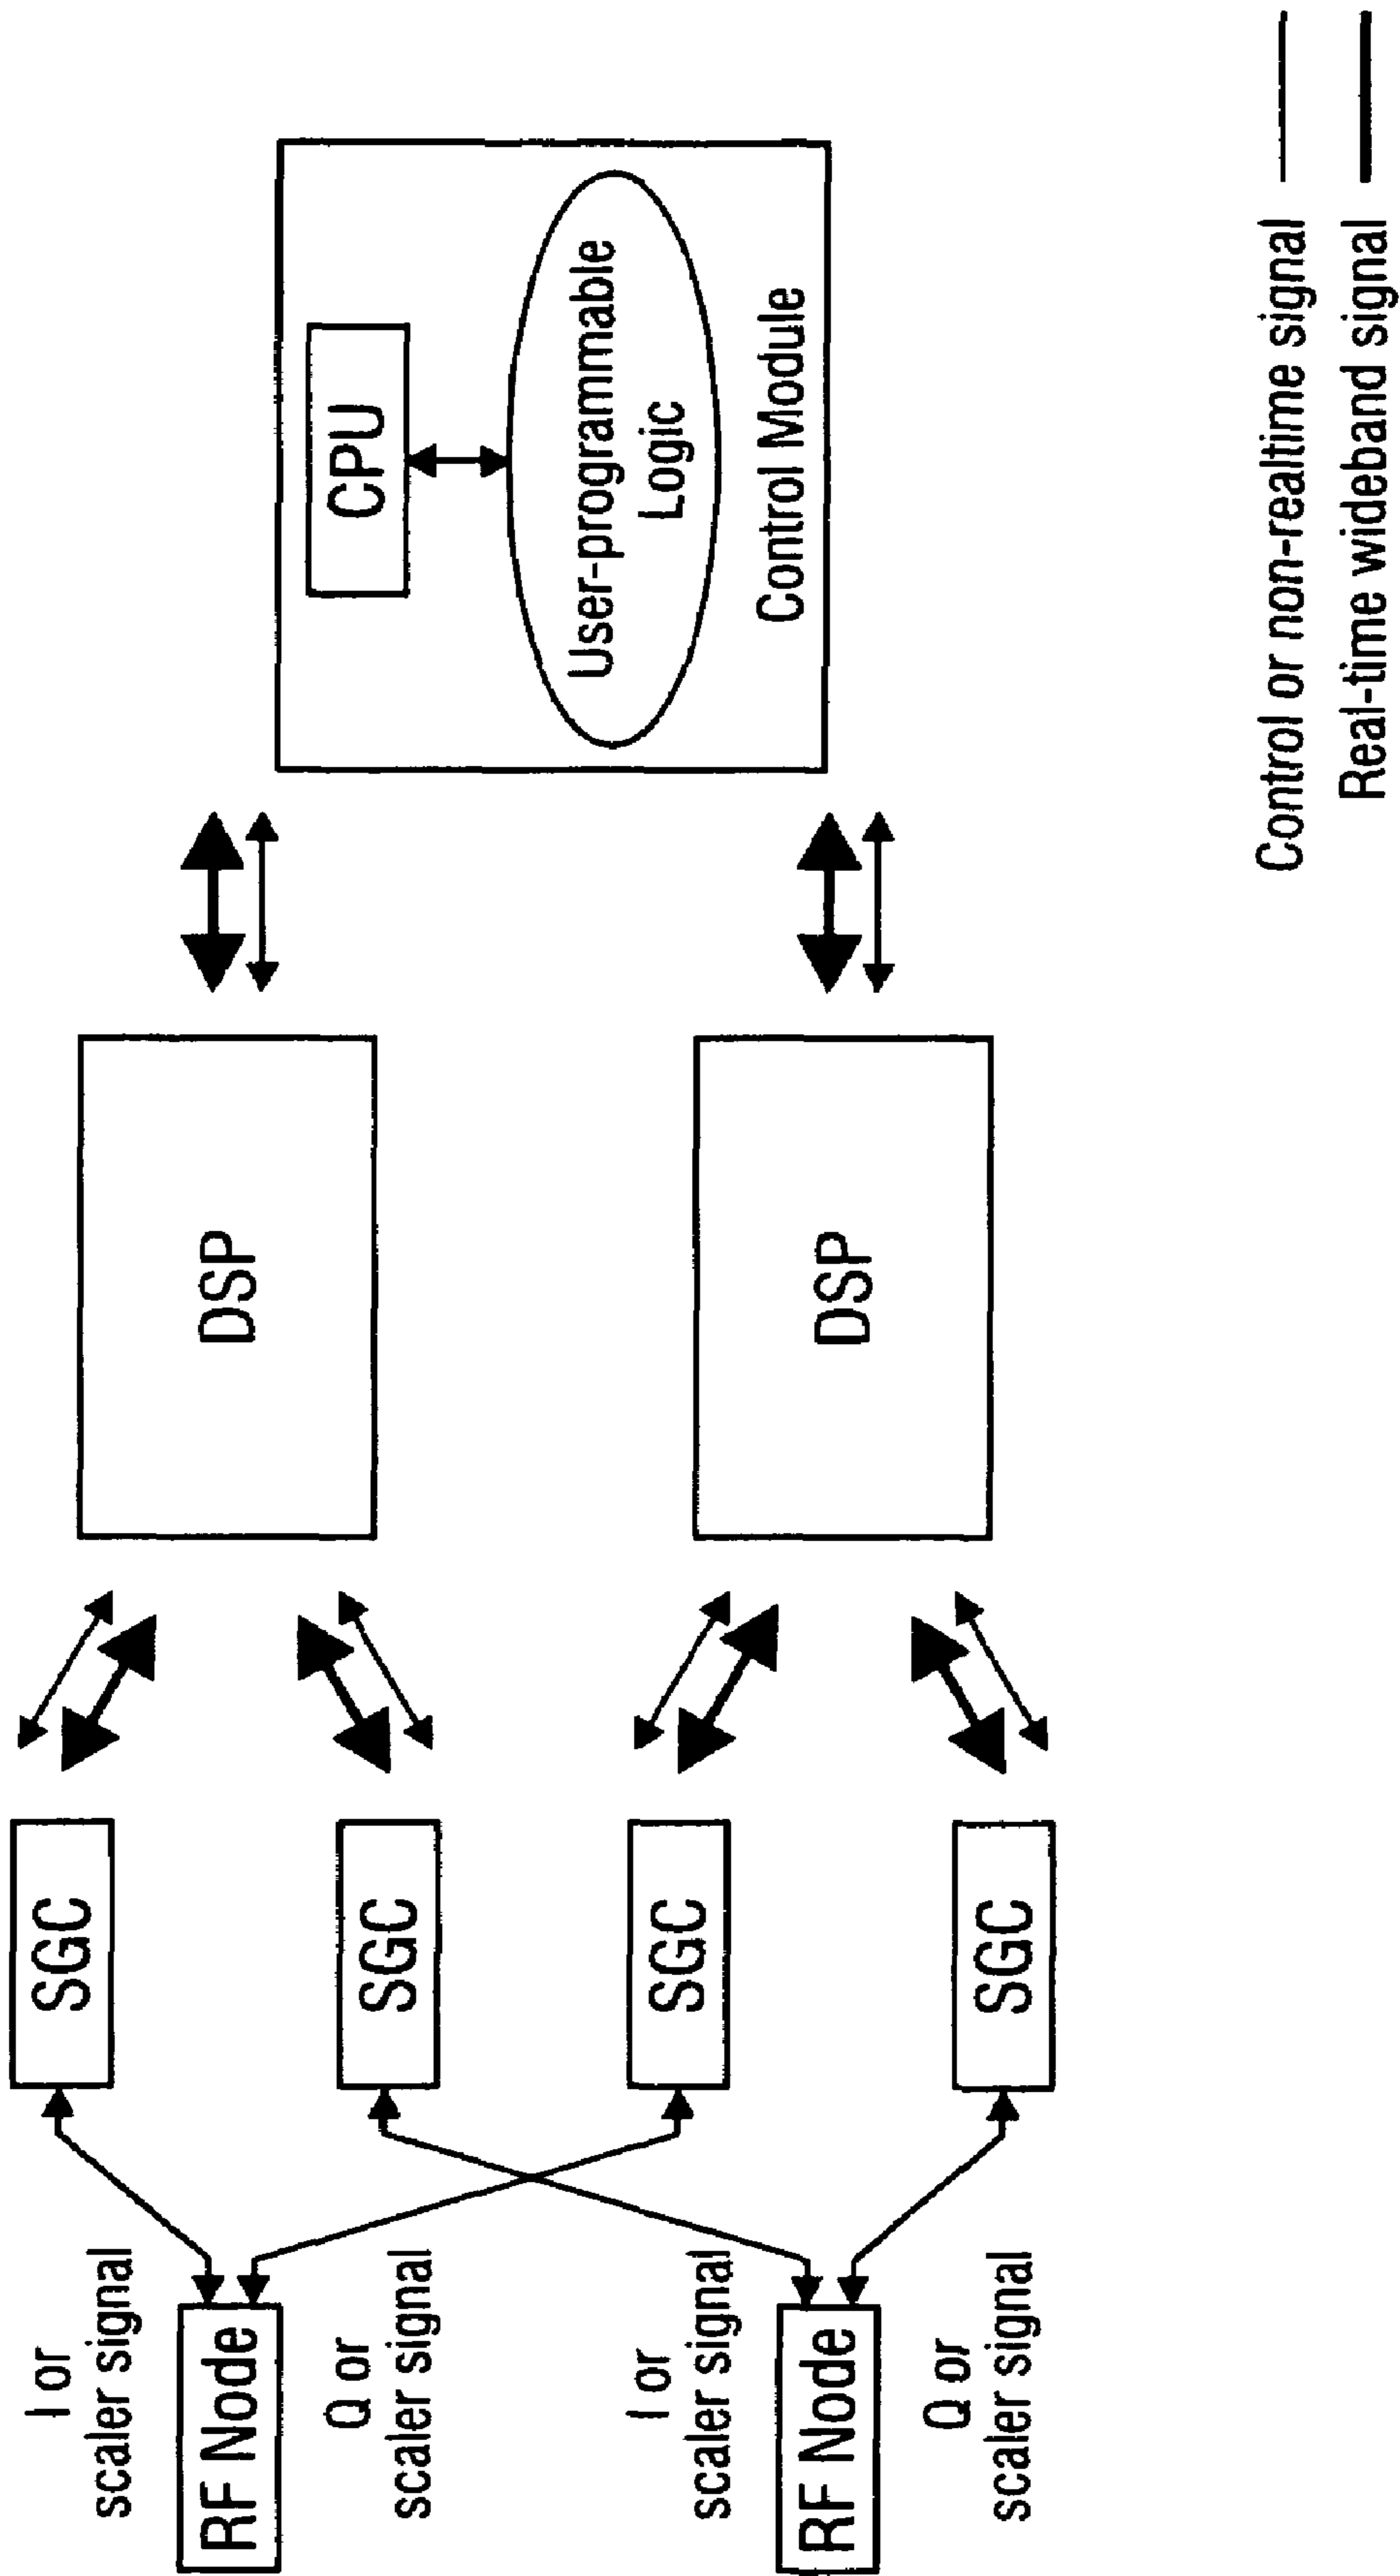 I or
scaler signal
RF Node
Q or
scaler signal
I or
scaler signal
RF Node
Q or
scaler signal
SGC
SGC
SGC
SGC
DSP
DSP
CPU
User-programmable
Logic
Control Module
Control or non-realtime signal
Real-time wideband signal